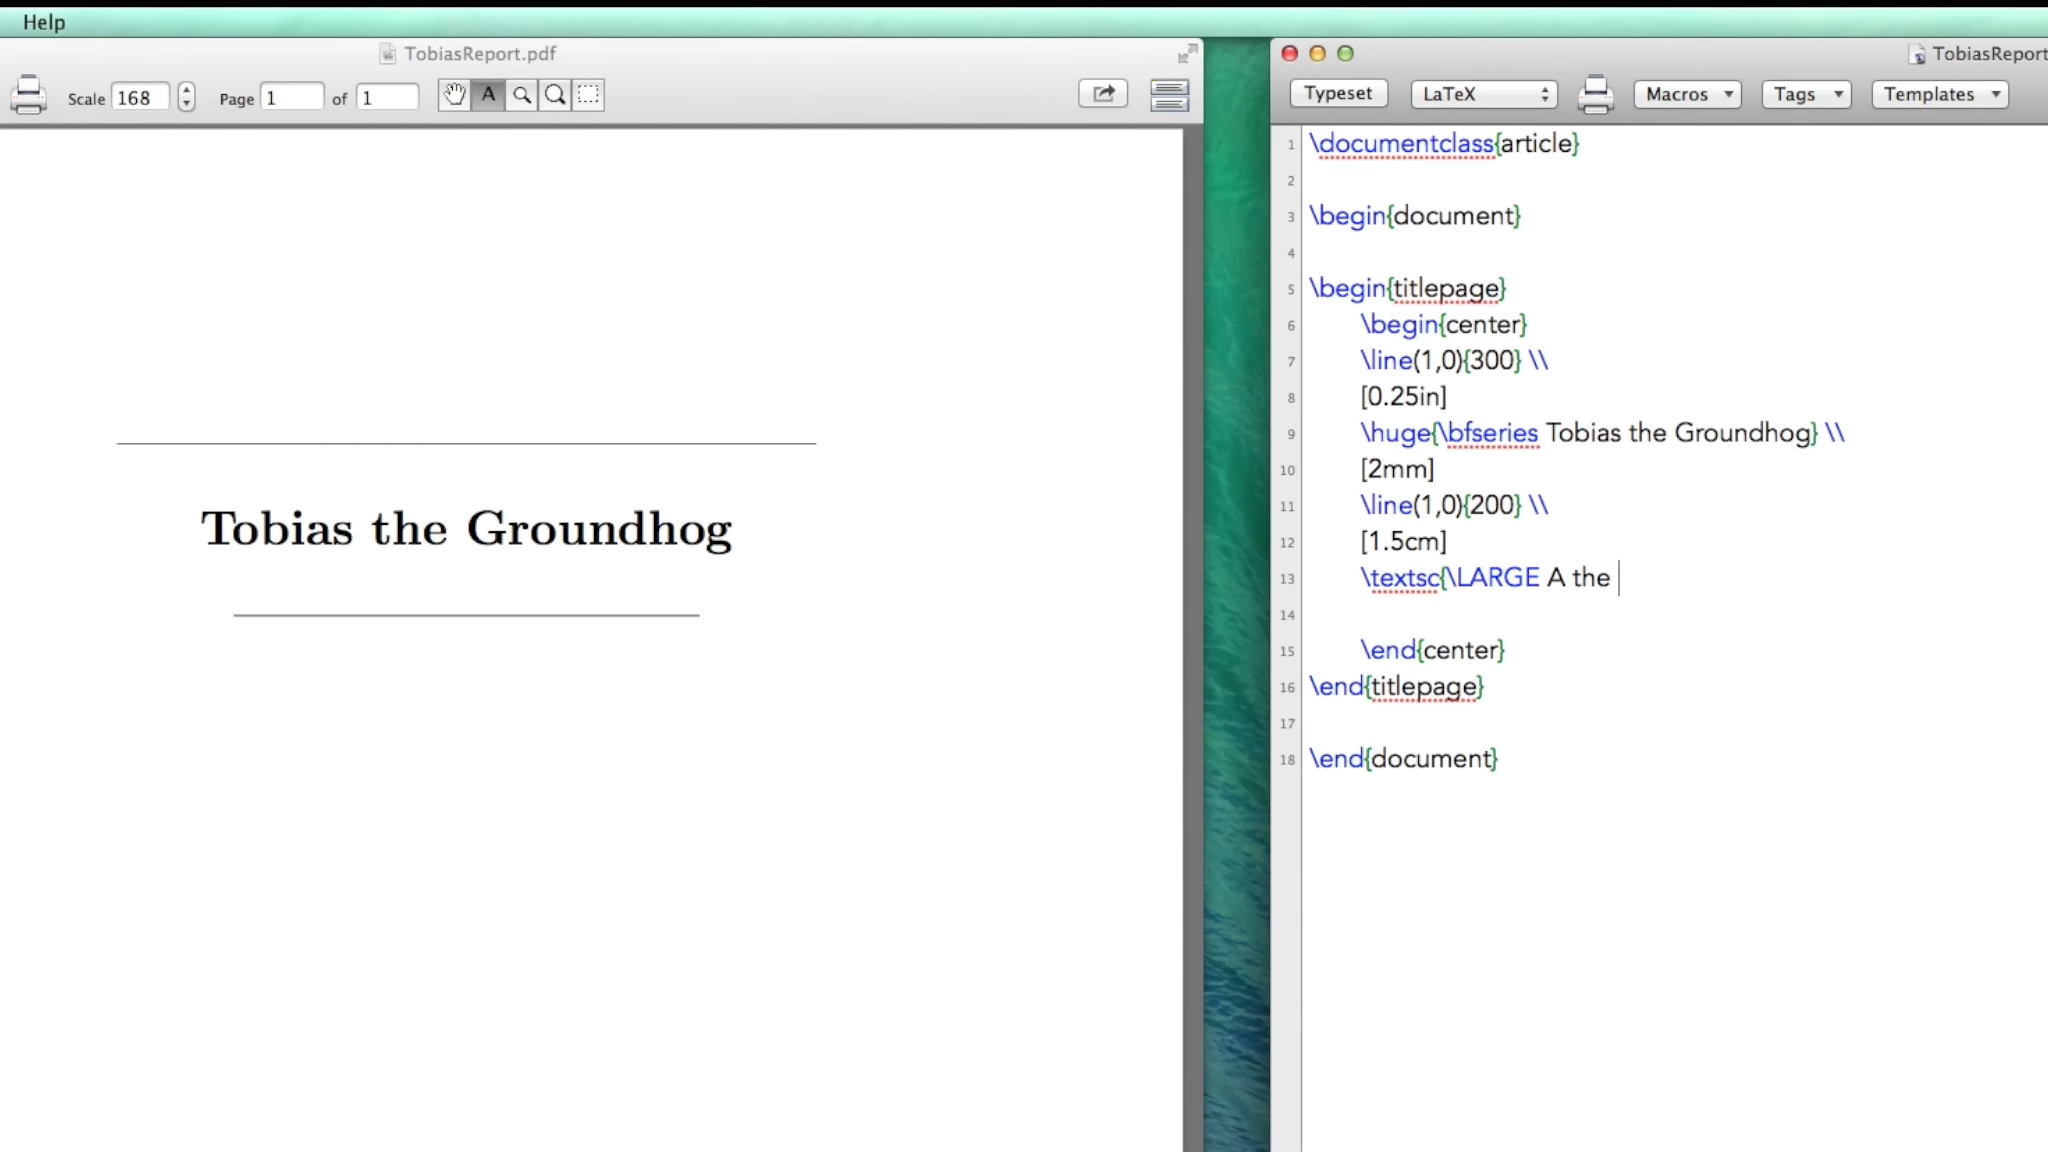 Help
TobiasReport.pdf
Scale 168 Page 1 of 1
A
Tobias the Groundhog
TobiasReport
Typeset LaTeX Macros Tags Templates
1 \documentclass{article}
2
3 \begin{document}
4
5 \begin{titlepage}
6 \begin{center}
7 \line(1,0){300} \\
8 [0.25in]
9 \huge{\bfseries Tobias the Groundhog} \\
10 [2mm]
11 \line(1,0){200} \\
12 [1.5cm]
13 \textsc{\LARGE A the
14
15 \end{center}
16 \end{titlepage}
17
18 \end{document}